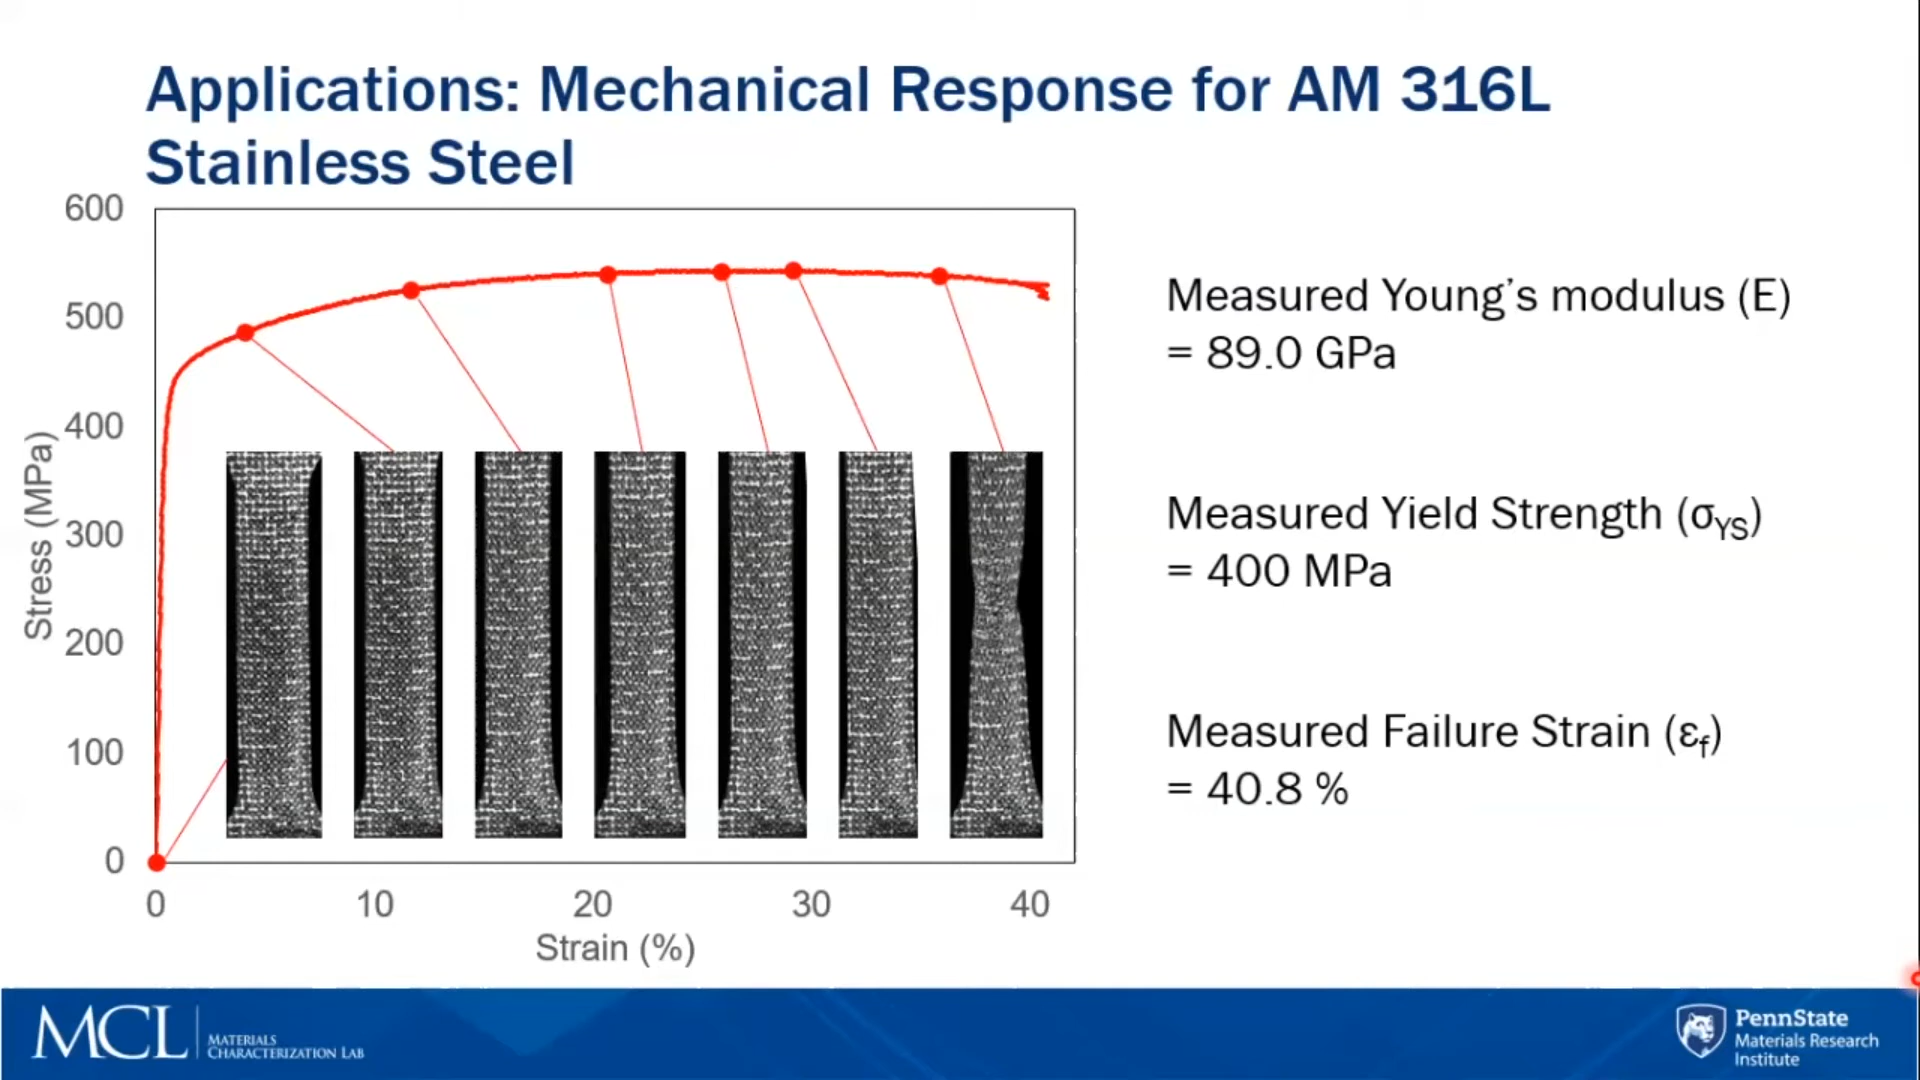 Applications: Mechanical Response for AM 316L
Stainless Steel
600
500
400
300
200
100
0
Stress (MPa)
0 10 20 30 40
Strain (%)
Measured Young's modulus (E)
= 89.0 GPa
Measured Yield Strength (σYS)
= 400 MPa
Measured Failure Strain (εf)
= 40.8 %
MCL
MATERIALS
CHARACTERIZATION LAB
PennState
Materials Research
Institute